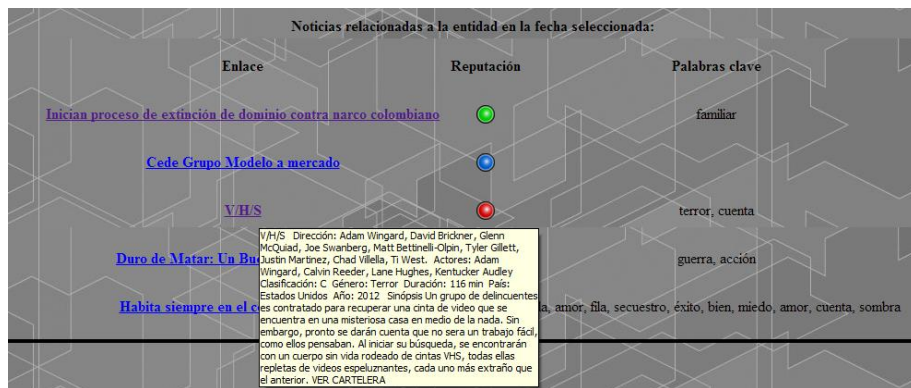 Noticias relacionadas a la entidad en la fecha seleccionada:
Enlace Reputación Palabras clave
Inician proceso de extinción de dominio contra narco colombiano familiar
Cede Grupo Modelo a mercado
V/H/S terror, cuenta
V/H/S Dirección: Adam Wingard, David Brickner, Glenn
McQuiad, Joe Swanberg, Matt Bettinelli-Olpin, Tyler Gillett,
Justin Martinez, Chad Villella, Ti West. Actores: Adam
Wingard, Calvin Reeder, Lane Hughes, Kentucker Audley
Clasificación: C Género: Terror Duración: 116 min País:
Estados Unidos Año: 2012 Sinópsis Un grupo de delincuentes
es contratado para recuperar una cinta de video que se
encuentra en una misteriosa casa en medio de la nada. Sin
embargo, pronto se darán cuenta que no sera un trabajo fácil,
como ellos pensaban. Al iniciar su búsqueda, se encontrarán
con un cuerpo sin vida rodeado de cintas VHS, todas ellas
repletas de videos espeluznantes, cada uno más extraño que
el anterior. VER CARTELERA
Duro de Matar: Un guerra, acción
Habita siempre en el amor, fila, secuestro, éxito, bien, miedo, amor, cuenta, sombra